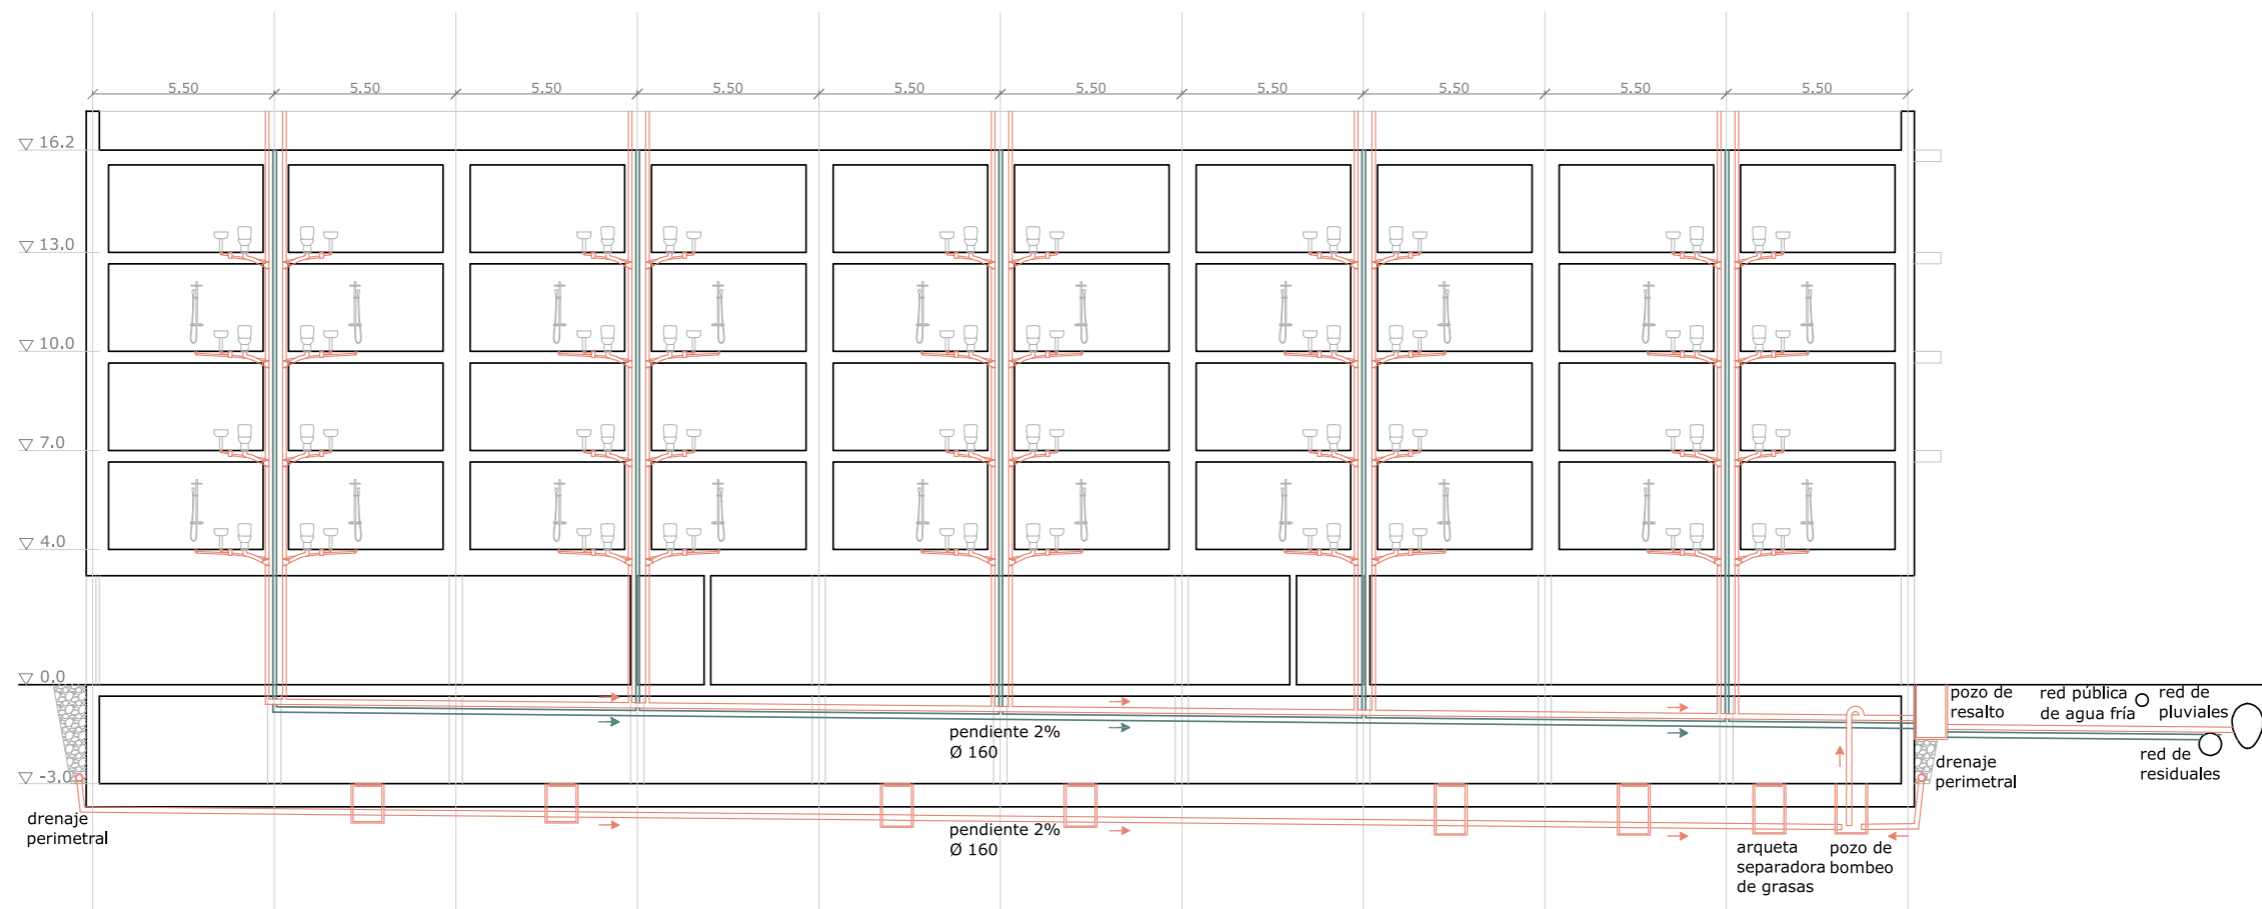 5.50 5.50 5.50 5.50 5.50 5.50 5.50 5.50 5.50 5.50
16.2
13.0
10.0
7.0
4.0
0.0
-3.0
pozo de
resalto
red pública
de agua fría
red de
pluviales
red de
residuales
drenaje
perimetral
pendiente 2%
Ø 160
drenaje
perimetral
pendiente 2%
Ø 160
arqueta
separadora
de grasas
pozo de
bombeo